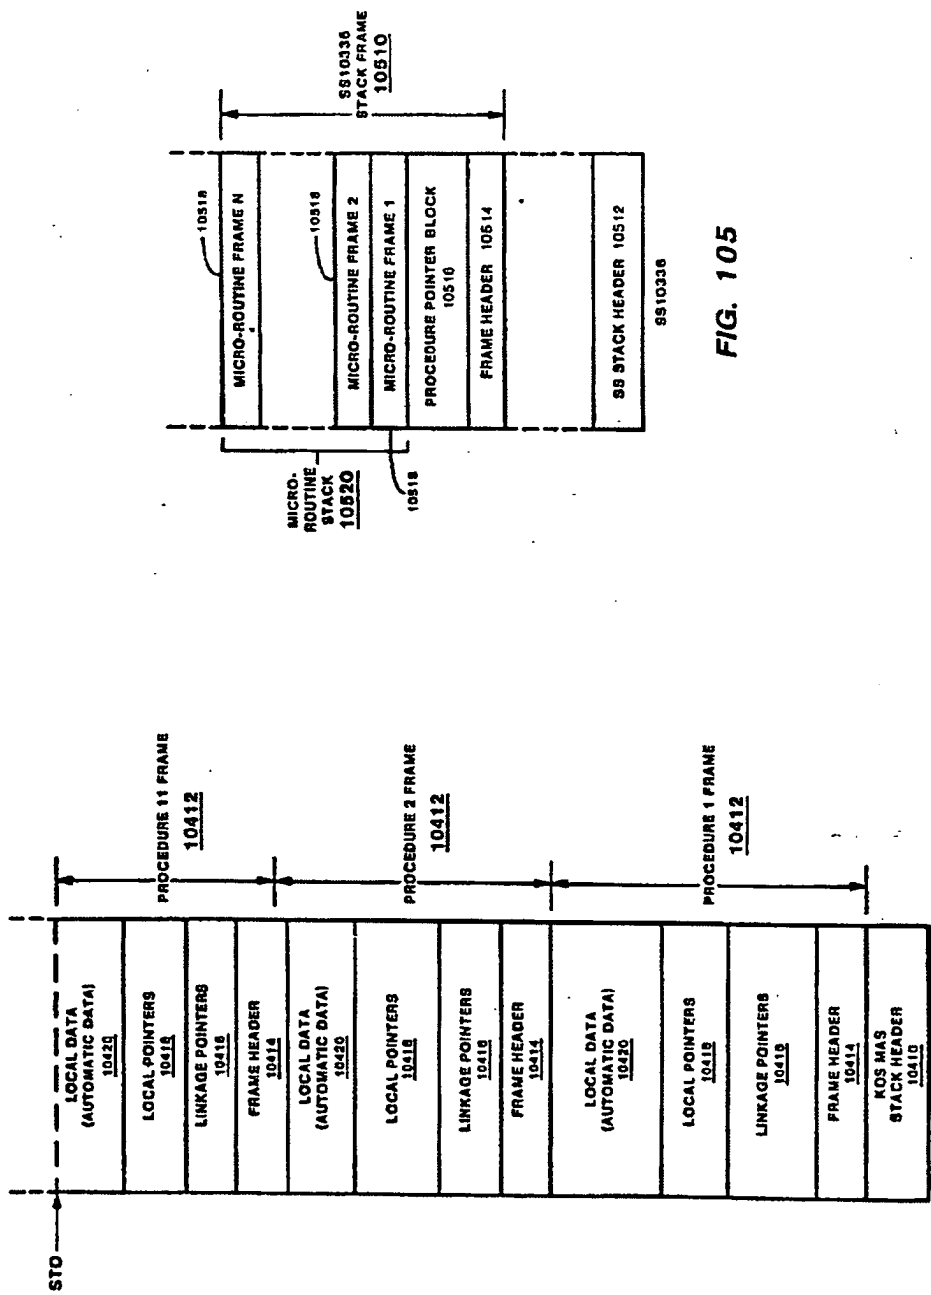 STO
LOCAL DATA
(AUTOMATIC DATA)
10420
LOCAL POINTERS
10418
LINKAGE POINTERS
10416
FRAME HEADER
10414
LOCAL DATA
(AUTOMATIC DATA)
10420
LOCAL POINTERS
10418
LINKAGE POINTERS
10416
FRAME HEADER
10414
LOCAL DATA
(AUTOMATIC DATA)
10420
LOCAL POINTERS
10418
LINKAGE POINTERS
10416
FRAME HEADER
10414
KOS MAS
STACK HEADER
10410
PROCEDURE 11 FRAME
10412
PROCEDURE 2 FRAME
10412
PROCEDURE 1 FRAME
10412
MICRO-
ROUTINE
STACK
10520
10518
10518
10518
MICRO-ROUTINE FRAME N
MICRO-ROUTINE FRAME 2
MICRO-ROUTINE FRAME 1
PROCEDURE POINTER BLOCK
10516
FRAME HEADER 10514
SS STACK HEADER 10512
SS10336
SS10336
STACK FRAME
10510
FIG. 105